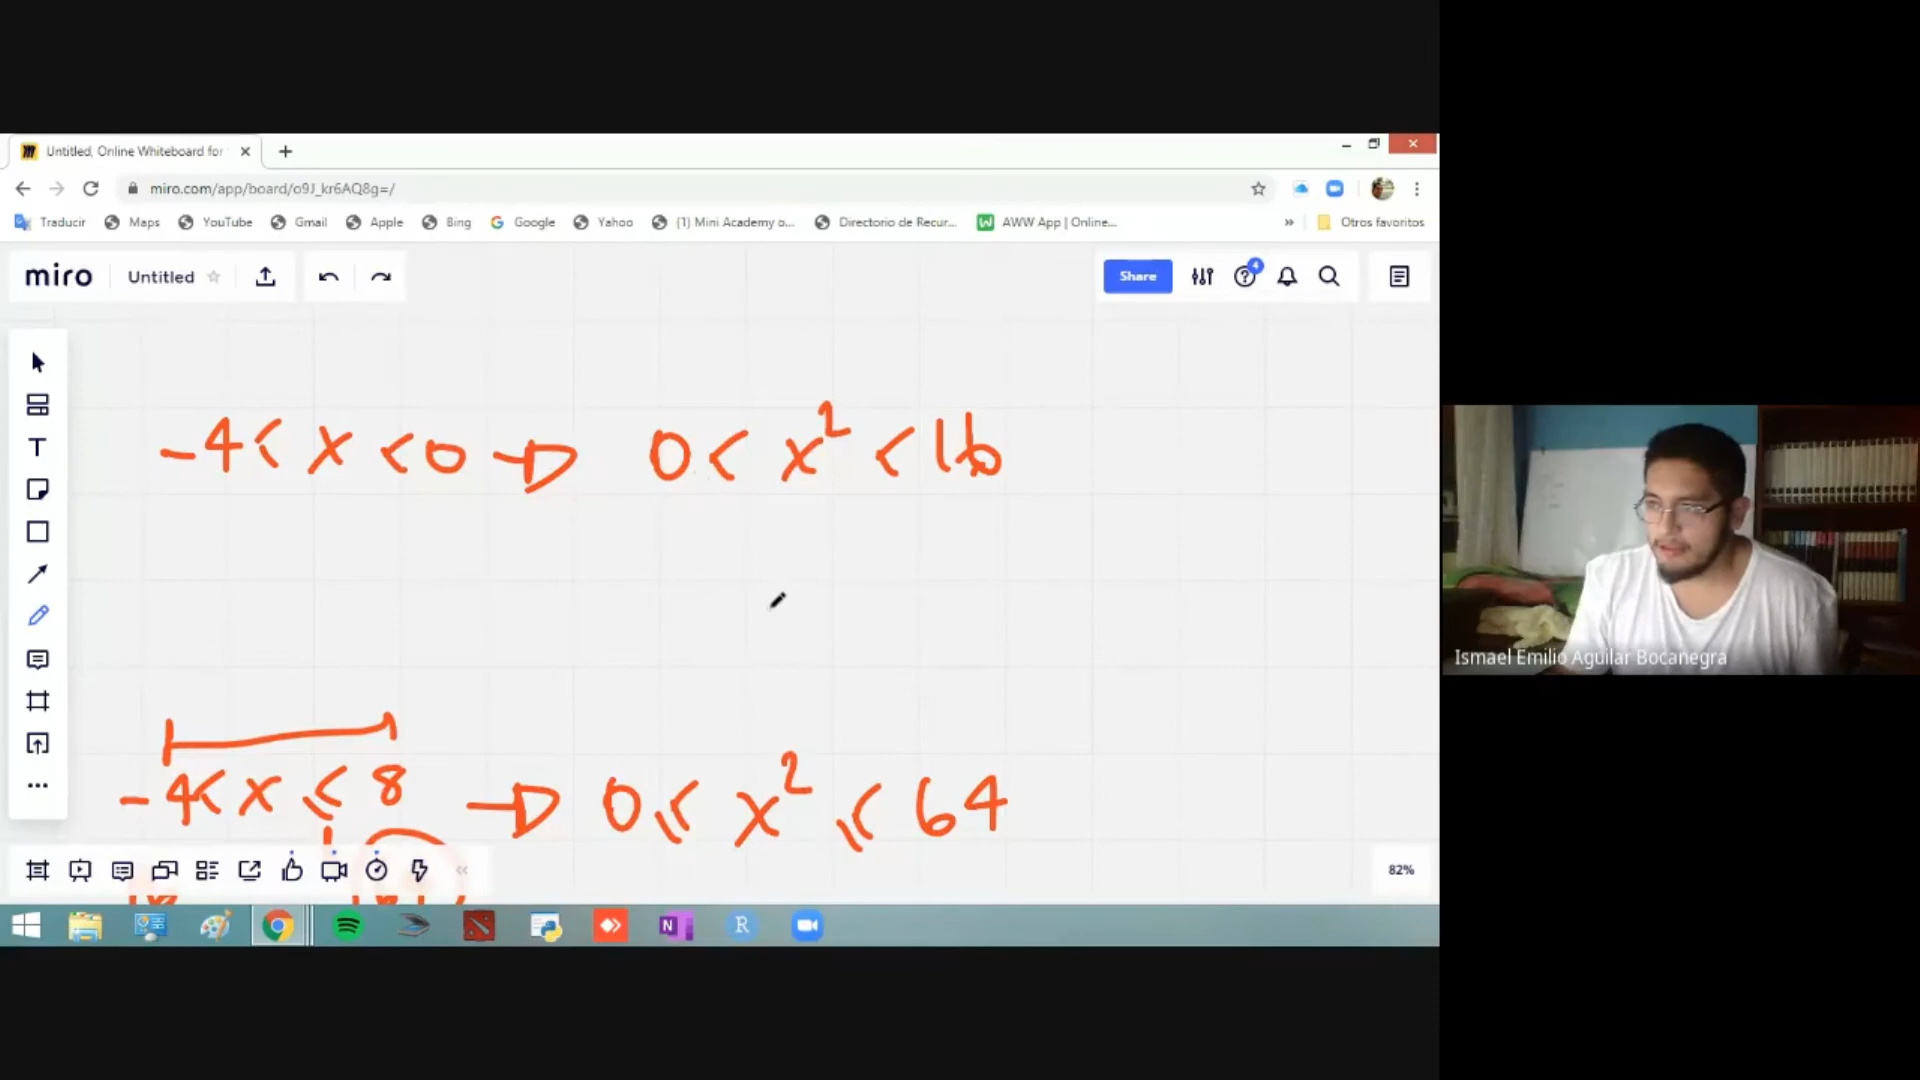 Untitled, Online Whiteboard for
miro.com/app/board/o9J_kr6AQ8g=/
Traducir Maps YouTube Gmail Apple Bing Google Yahoo (1) Mini Academy o... Directorio de Recur... AWW App | Online... » Otros favoritos
miro Untitled Share 4
-4 < x < 0 → 0 < x² < 16
-4 < x ≤ 8 → 0 ≤ x² ≤ 64
82%
Ismael Emilio Aguilar Bocanegra